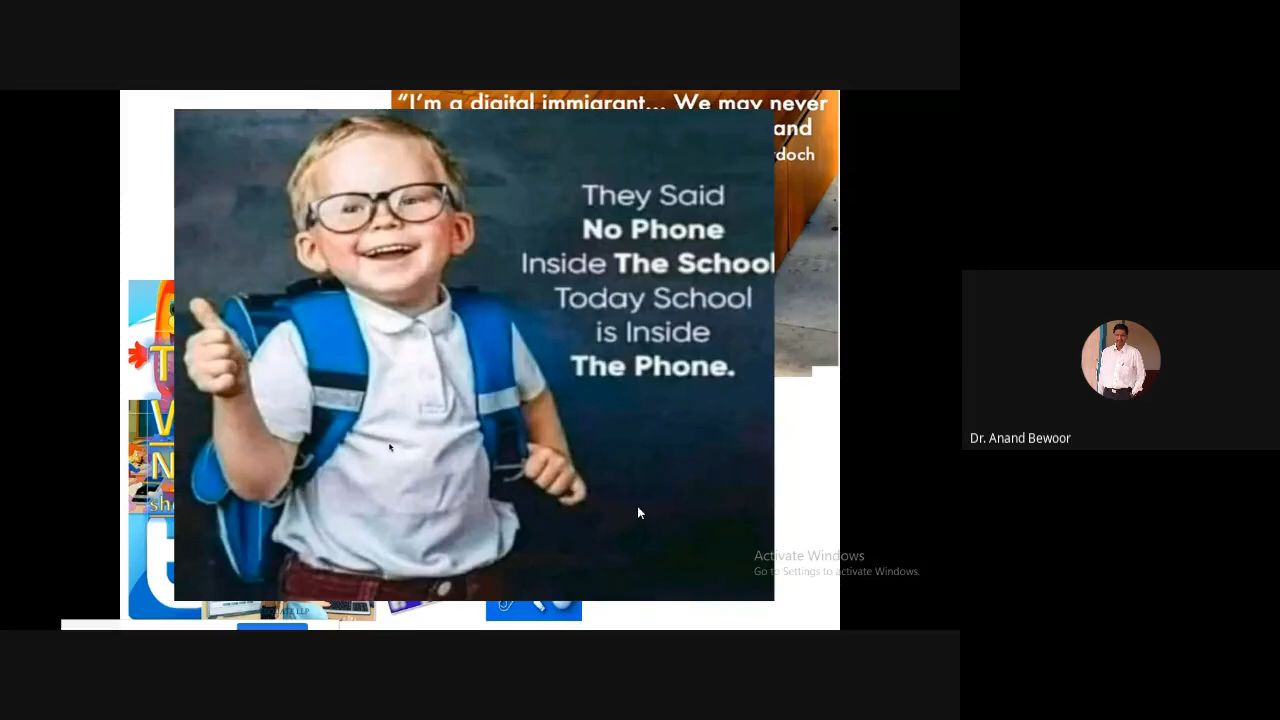 “I’m a digital immigrant... We may never
and
doch
They Said
No Phone
Inside The School
Today School
is Inside
The Phone.
Dr. Anand Bewoor
Activate Windows
Go to Settings to activate Windows.